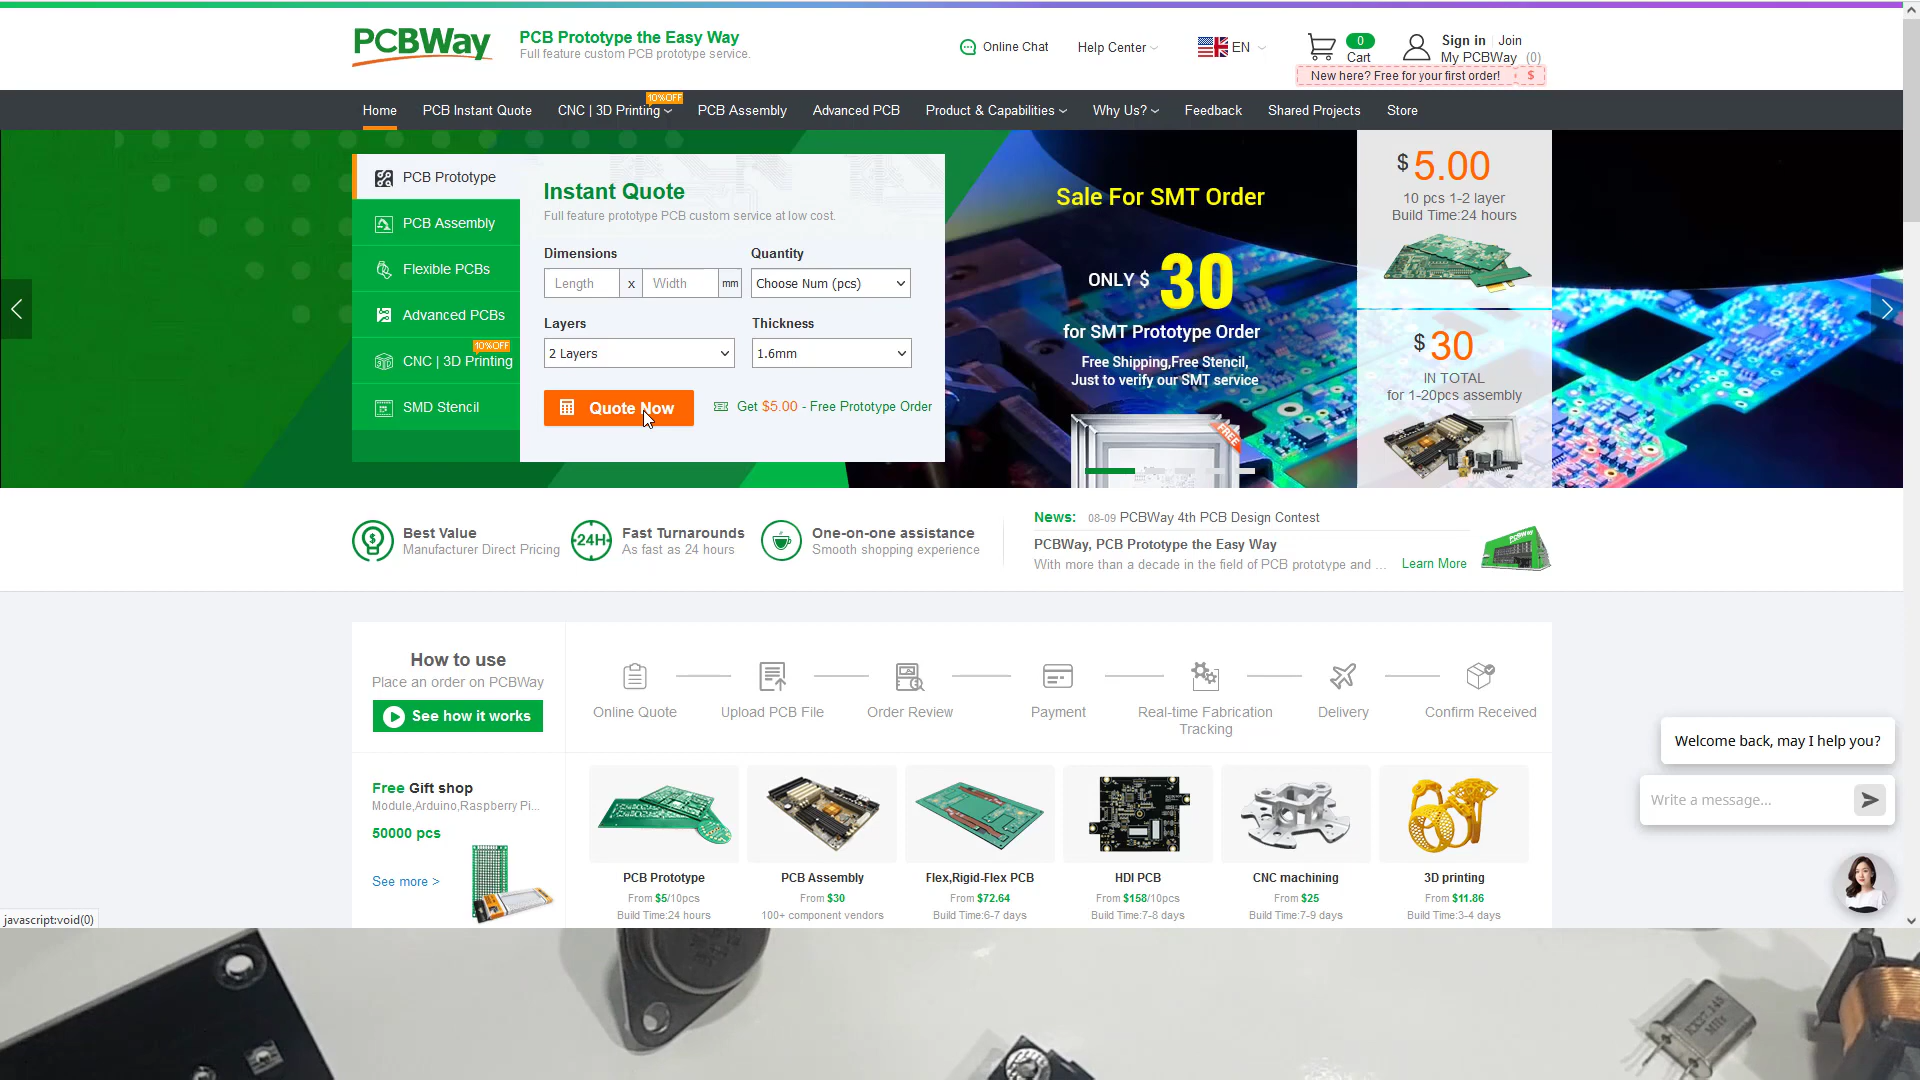 PCBWay
PCB Prototype the Easy Way
Full feature custom PCB prototype service.
Online Chat
Help Center
EN
0
Cart
Sign in
Join
My PCBWay (0)
New here? Free for your first order! $
Home
PCB Instant Quote
CNC | 3D Printing
10%OFF
PCB Assembly
Advanced PCB
Product & Capabilities
Why Us?
Feedback
Shared Projects
Store
PCB Prototype
PCB Assembly
Flexible PCBs
Advanced PCBs
10%OFF
CNC | 3D Printing
SMD Stencil
Instant Quote
Full feature prototype PCB custom service at low cost.
Dimensions
Quantity
Length x Width mm
Choose Num (pcs)
Layers
Thickness
2 Layers
1.6mm
Quote Now
Get $5.00 - Free Prototype Order
Sale For SMT Order
ONLY $ 30
for SMT Prototype Order
Free Shipping,Free Stencil,
Just to verify our SMT service
FREE
$ 5.00
10 pcs 1-2 layer
Build Time:24 hours
$ 30
IN TOTAL
for 1-20pcs assembly
Best Value
Manufacturer Direct Pricing
24H
Fast Turnarounds
As fast as 24 hours
One-on-one assistance
Smooth shopping experience
News: 08-09 PCBWay 4th PCB Design Contest
PCBWay, PCB Prototype the Easy Way
With more than a decade in the field of PCB prototype and ...
Learn More
PCBWay
How to use
Place an order on PCBWay
See how it works
Online Quote
Upload PCB File
Order Review
Payment
Real-time Fabrication
Tracking
Delivery
Confirm Received
Free Gift shop
Module,Arduino,Raspberry Pi...
50000 pcs
See more >
PCB Prototype
From $5/10pcs
Build Time:24 hours
PCB Assembly
From $30
100+ component vendors
Flex,Rigid-Flex PCB
From $72.64
Build Time:6-7 days
HDI PCB
From $158/10pcs
Build Time:7-8 days
CNC machining
From $25
Build Time:7-9 days
3D printing
From $11.86
Build Time:3-4 days
Welcome back, may I help you?
Write a message...
javascript:void(0)